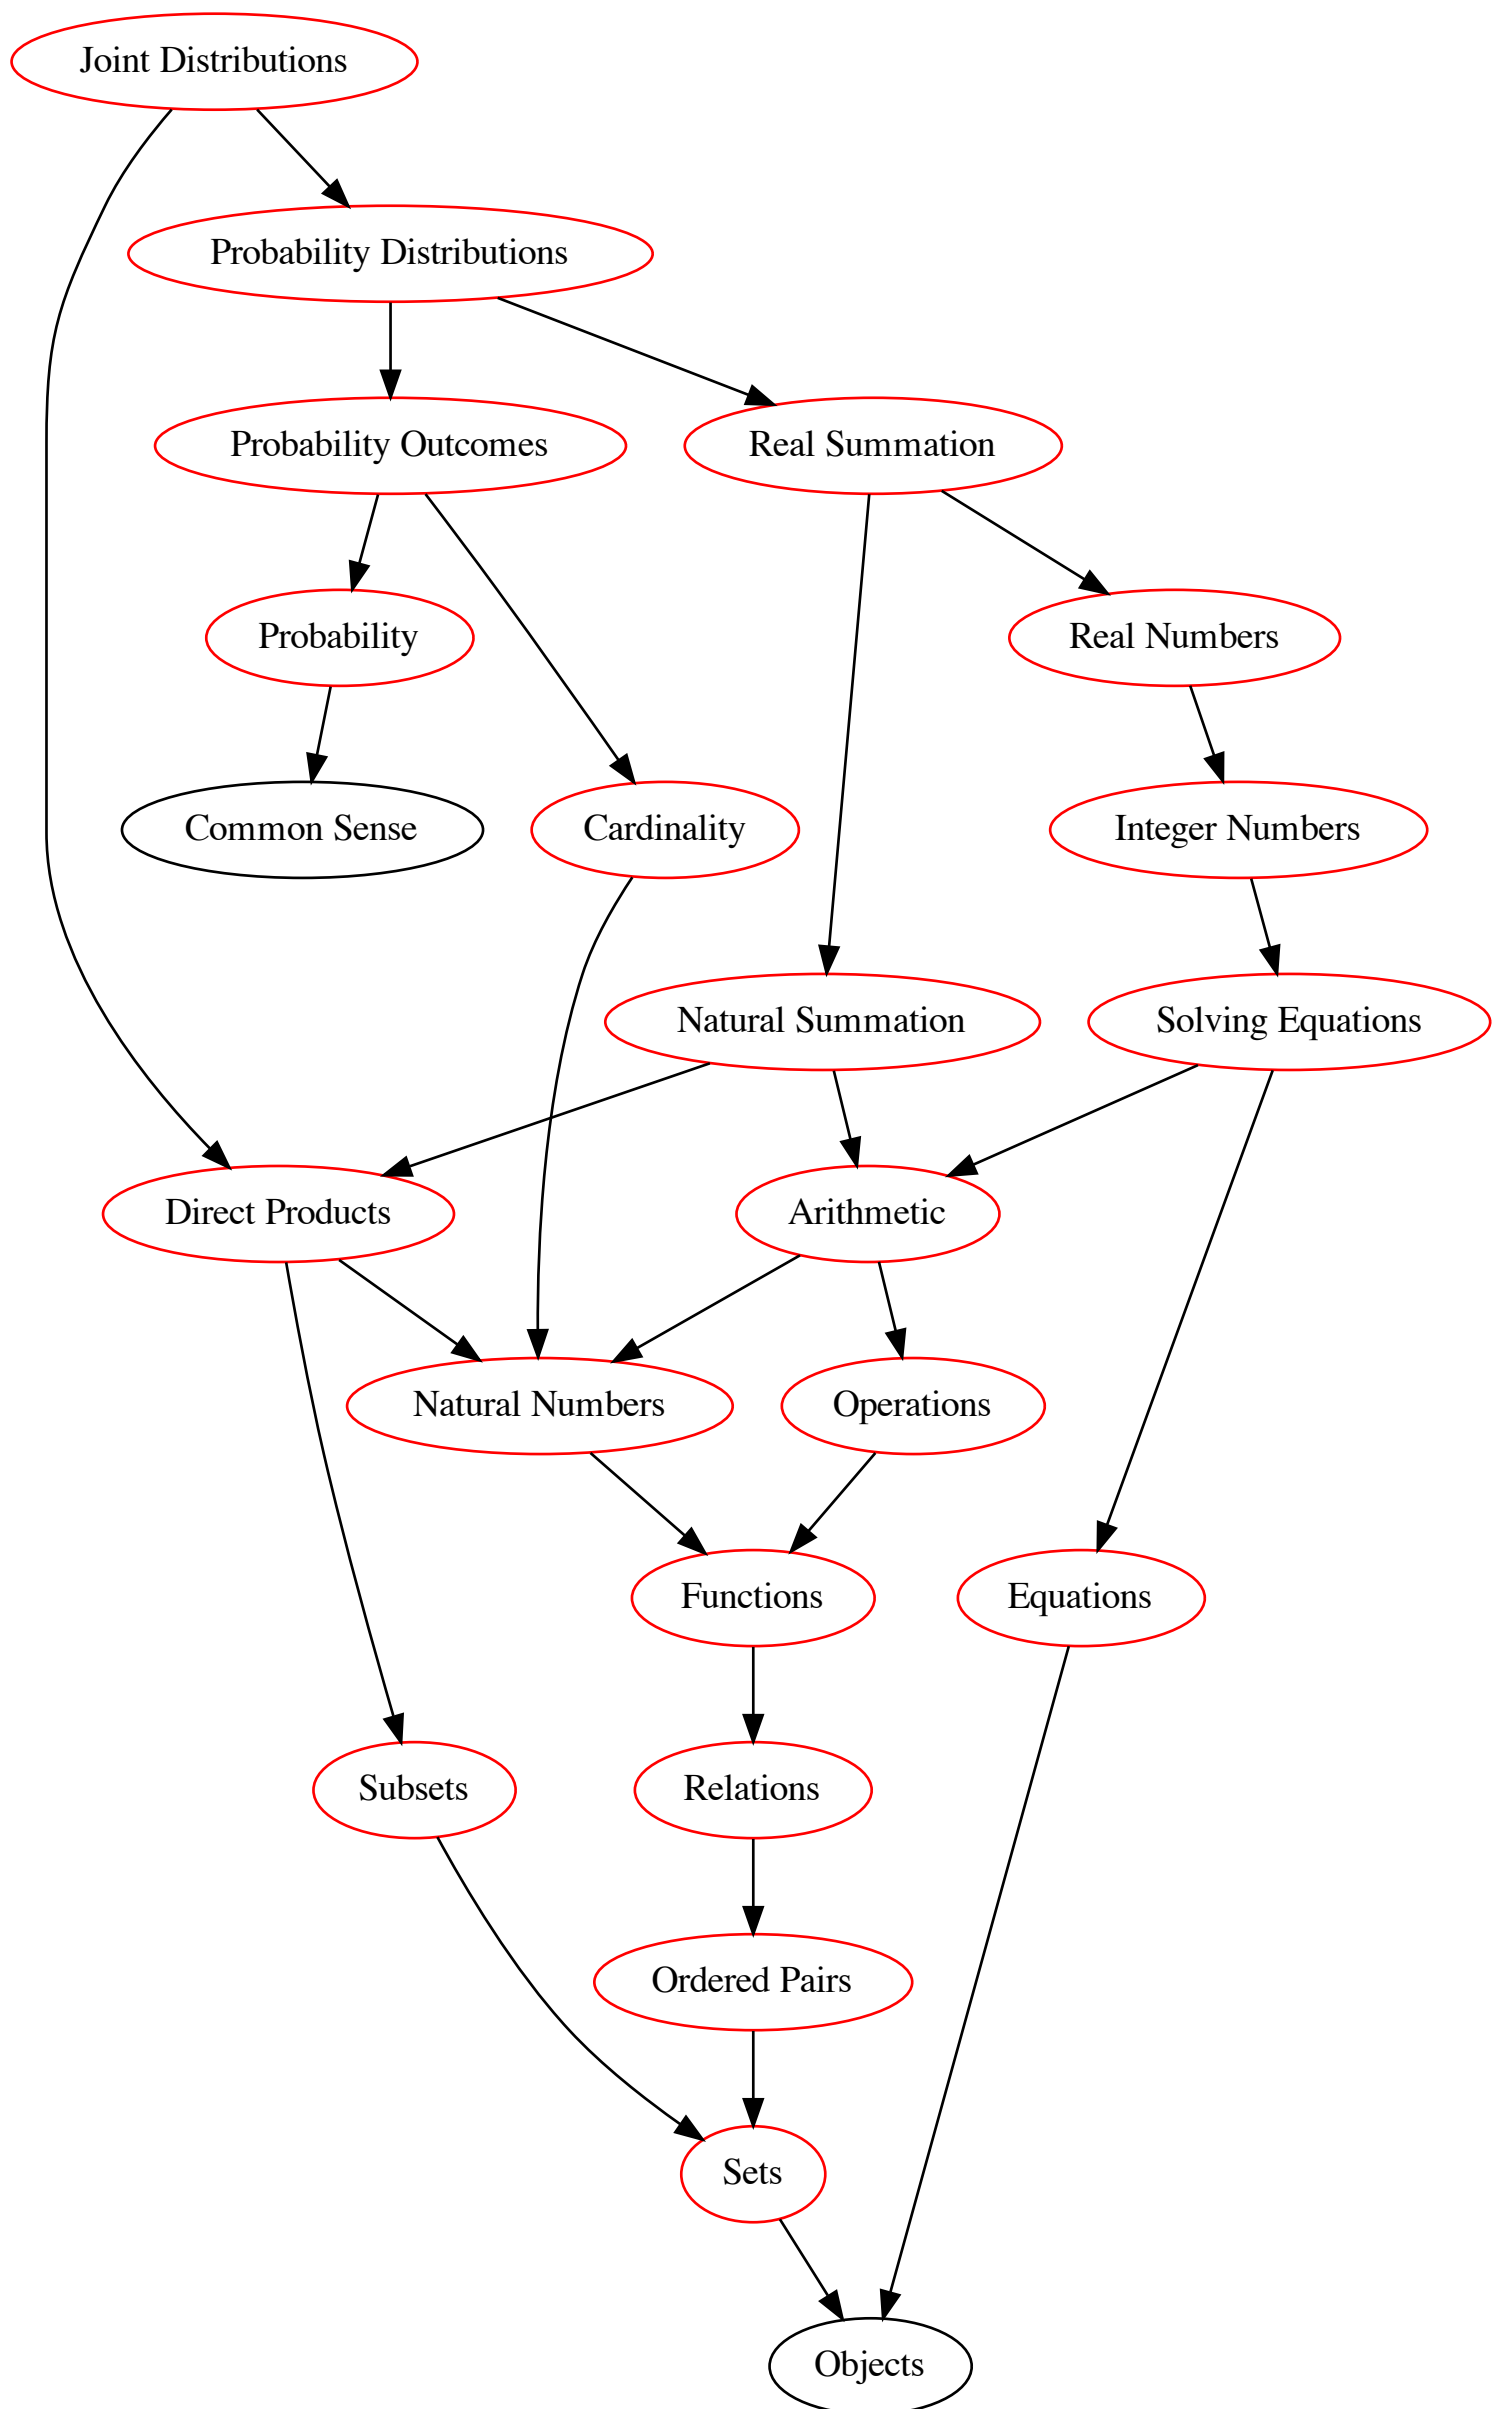 Joint Distributions
Probability Distributions
Probability Outcomes
Real Summation
Probability
Real Numbers
Common Sense
Cardinality
Integer Numbers
Natural Summation
Solving Equations
Direct Products
Arithmetic
Natural Numbers
Operations
Functions
Equations
Subsets
Relations
Ordered Pairs
Sets
Objects